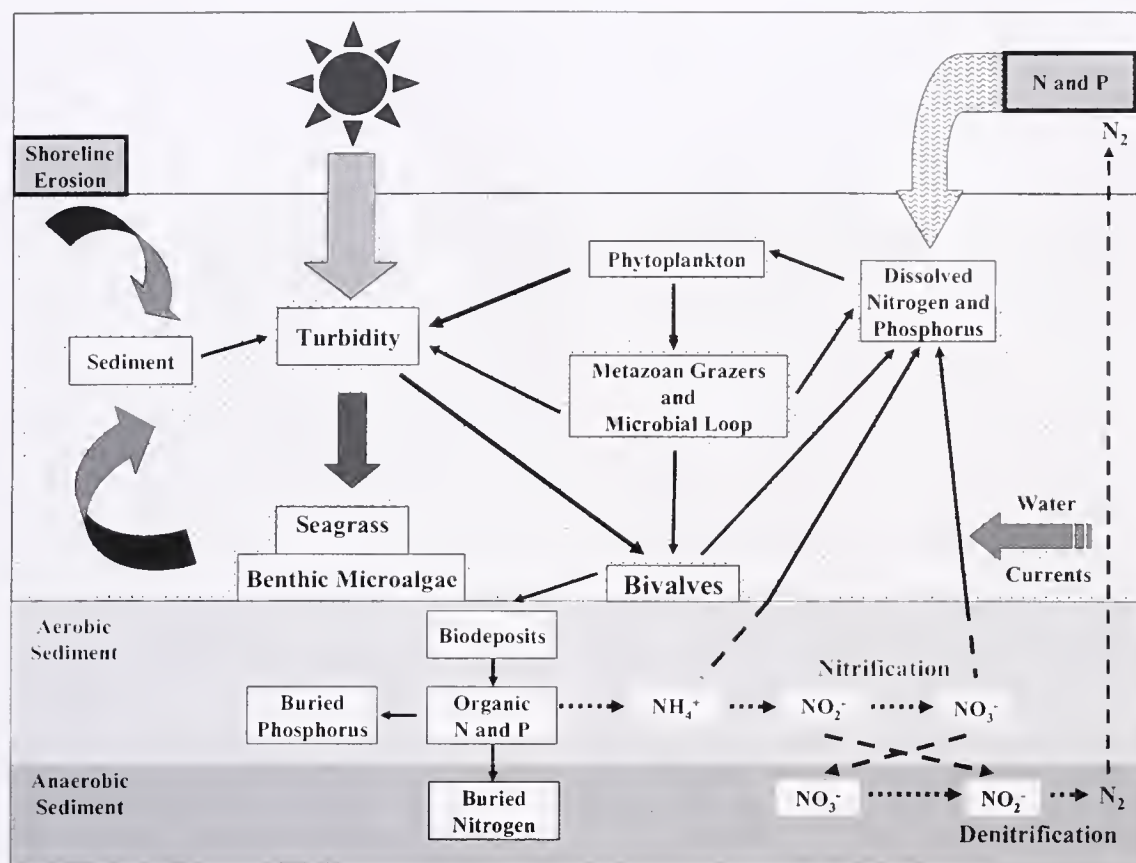 N and P
N₂
Shoreline
Erosion
Phytoplankton
Dissolved
Nitrogen and
Phosphorus
Turbidity
Sediment
Metazoan Grazers
and
Microbial Loop
Water
Currents
Seagrass
Benthic Microalgae
Bivalves
Aerobic
Sediment
Biodeposits
Nitrification
Buried
Phosphorus
Organic
N and P
NH₄⁺
NO₂⁻
NO₃⁻
Anaerobic
Sediment
Buried
Nitrogen
NO₃⁻
NO₂⁻
N₂
Denitrification